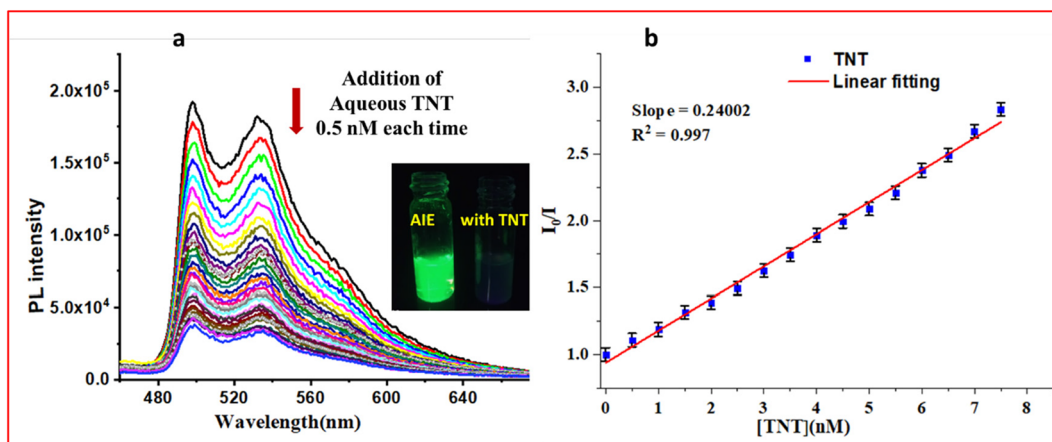 a
Addition of
Aqueous TNT
0.5 nM each time
AIE
with TNT
PL intensity
2.0x10⁵
1.5x10⁵
1.0x10⁵
5.0x10⁴
0.0
480
520
560
600
640
Wavelength(nm)
b
TNT
Linear fitting
Slope = 0.24002
R² = 0.997
I₀/I
3.0
2.5
2.0
1.5
1.0
0
1
2
3
4
5
6
7
8
[TNT](nM)